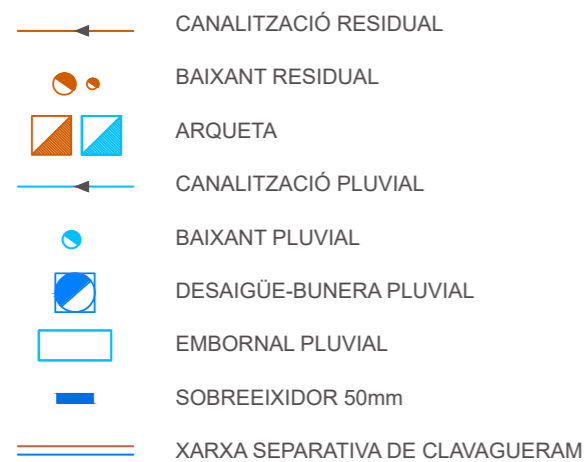 CANALITZACIÓ RESIDUAL
BAIXANT RESIDUAL
ARQUETA
CANALITZACIÓ PLUVIAL
BAIXANT PLUVIAL
DESAIGÜE-BUNERA PLUVIAL
EMBORNAL PLUVIAL
SOBREEIXIDOR 50mm
XARXA SEPARATIVA DE CLAVAGUERAM